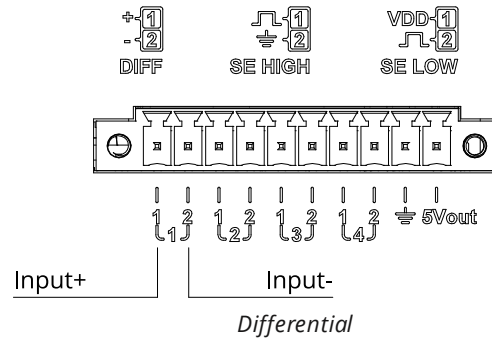 + 1 1 VDD 1
- 2 2 2
DIFF SE HIGH SE LOW
1 2 1 2 1 2 1 2 5Vout
1 2 3 4
Input+ Input-
Differential